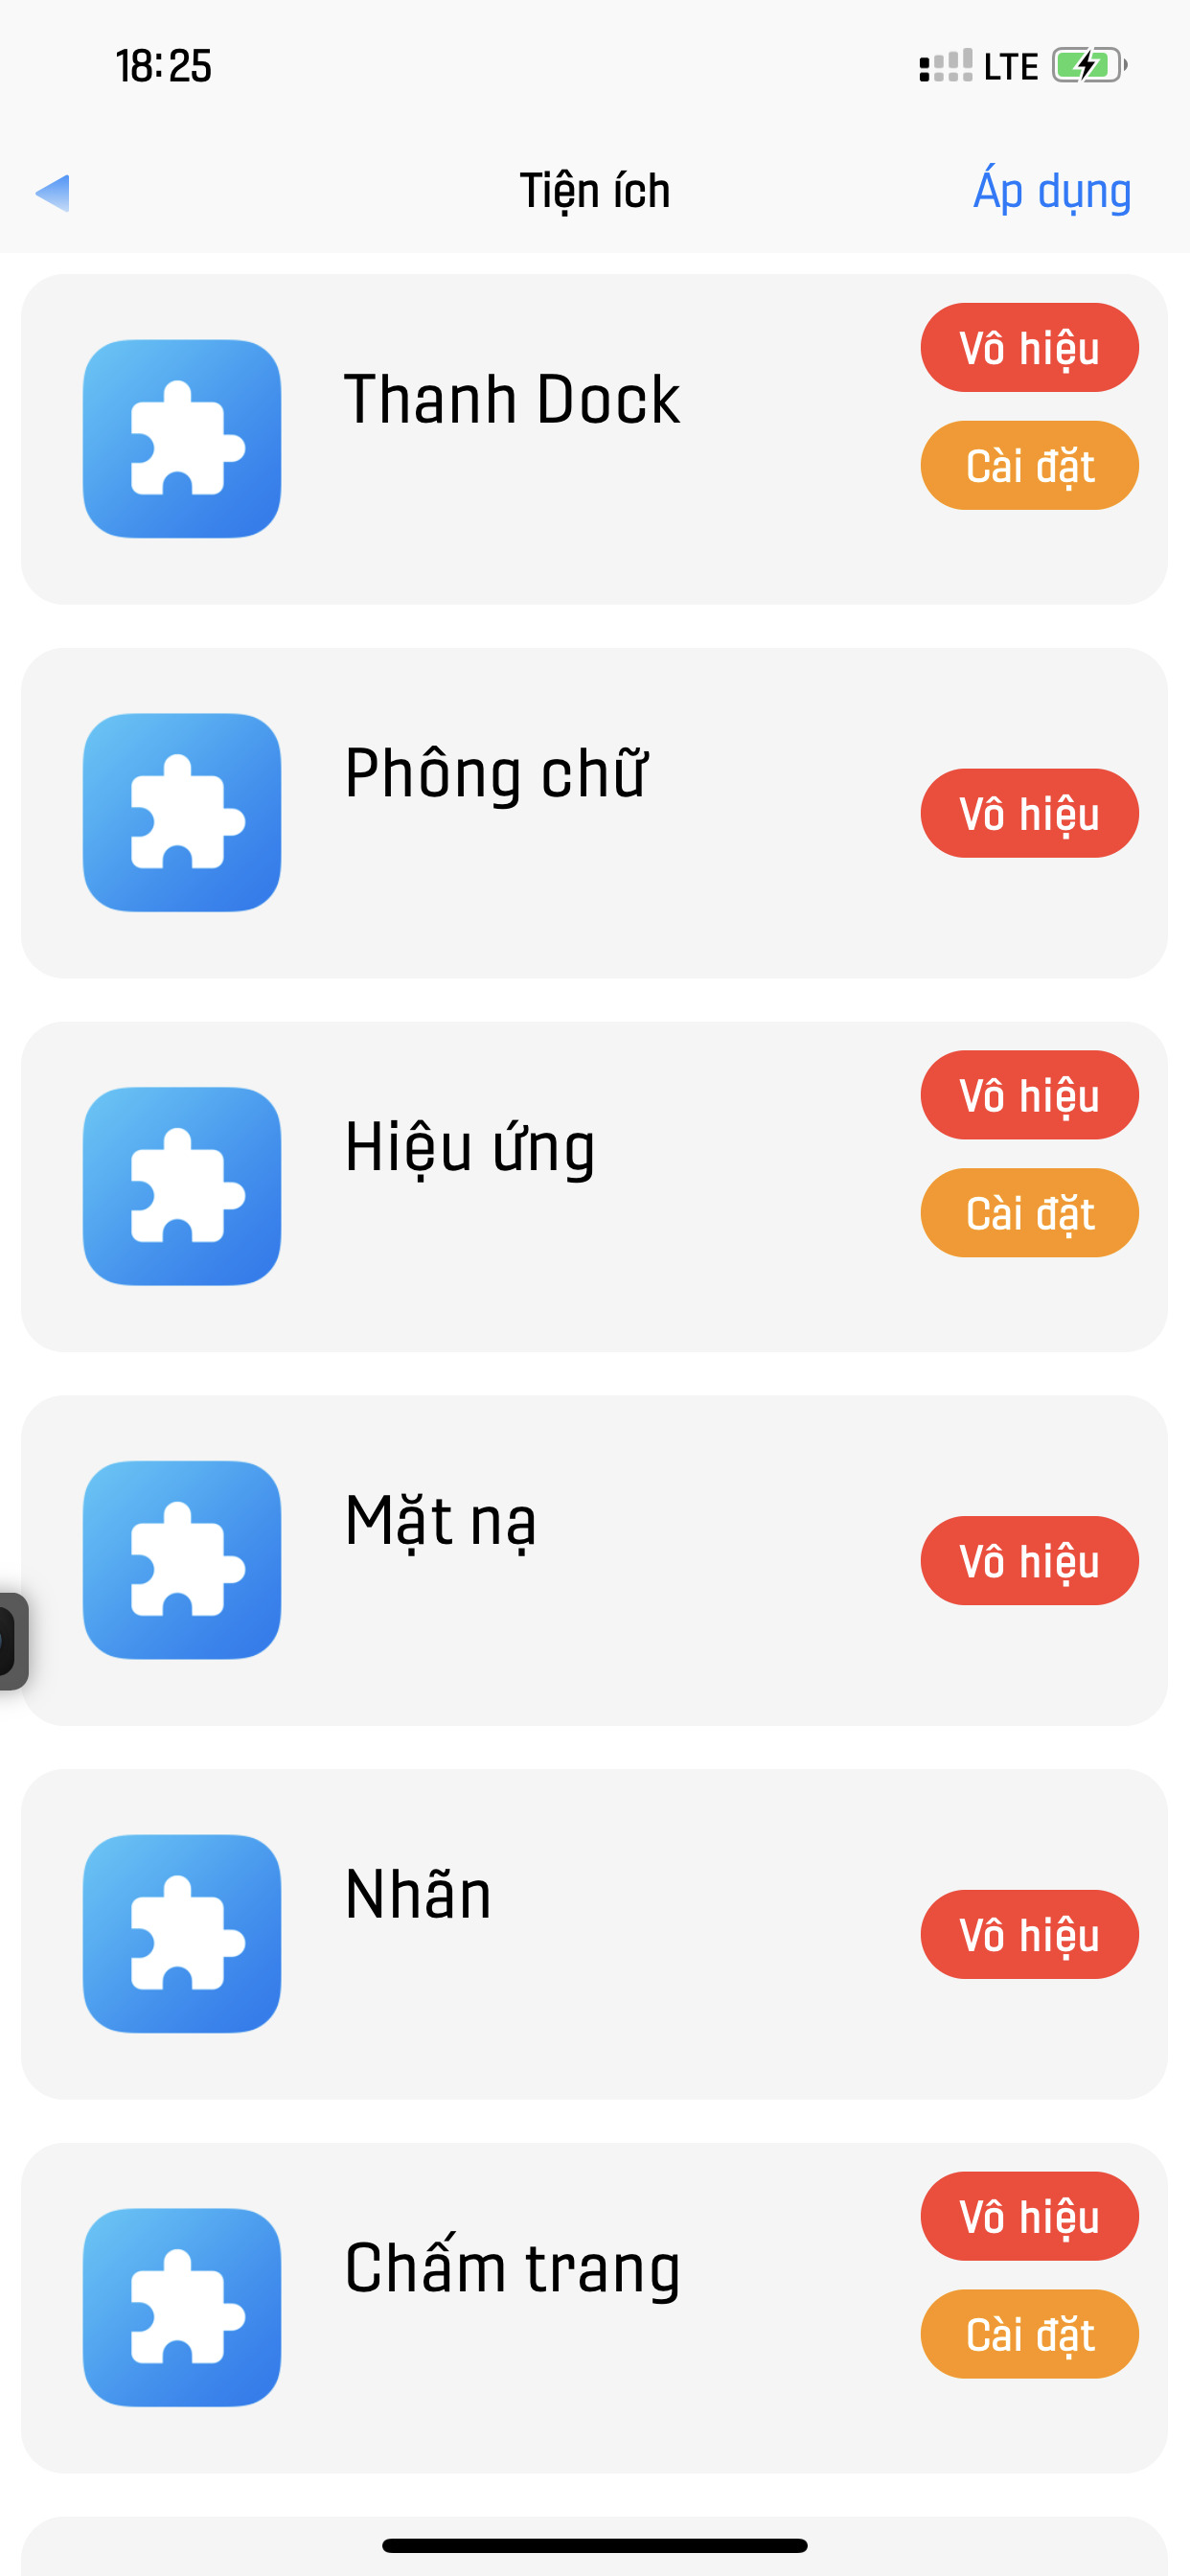 18:25
LTE
Tiện ích
Áp dụng
Thanh Dock
Vô hiệu
Cài đặt
Phông chữ
Vô hiệu
Hiệu ứng
Vô hiệu
Cài đặt
Mặt nạ
Vô hiệu
Nhãn
Vô hiệu
Chấm trang
Vô hiệu
Cài đặt